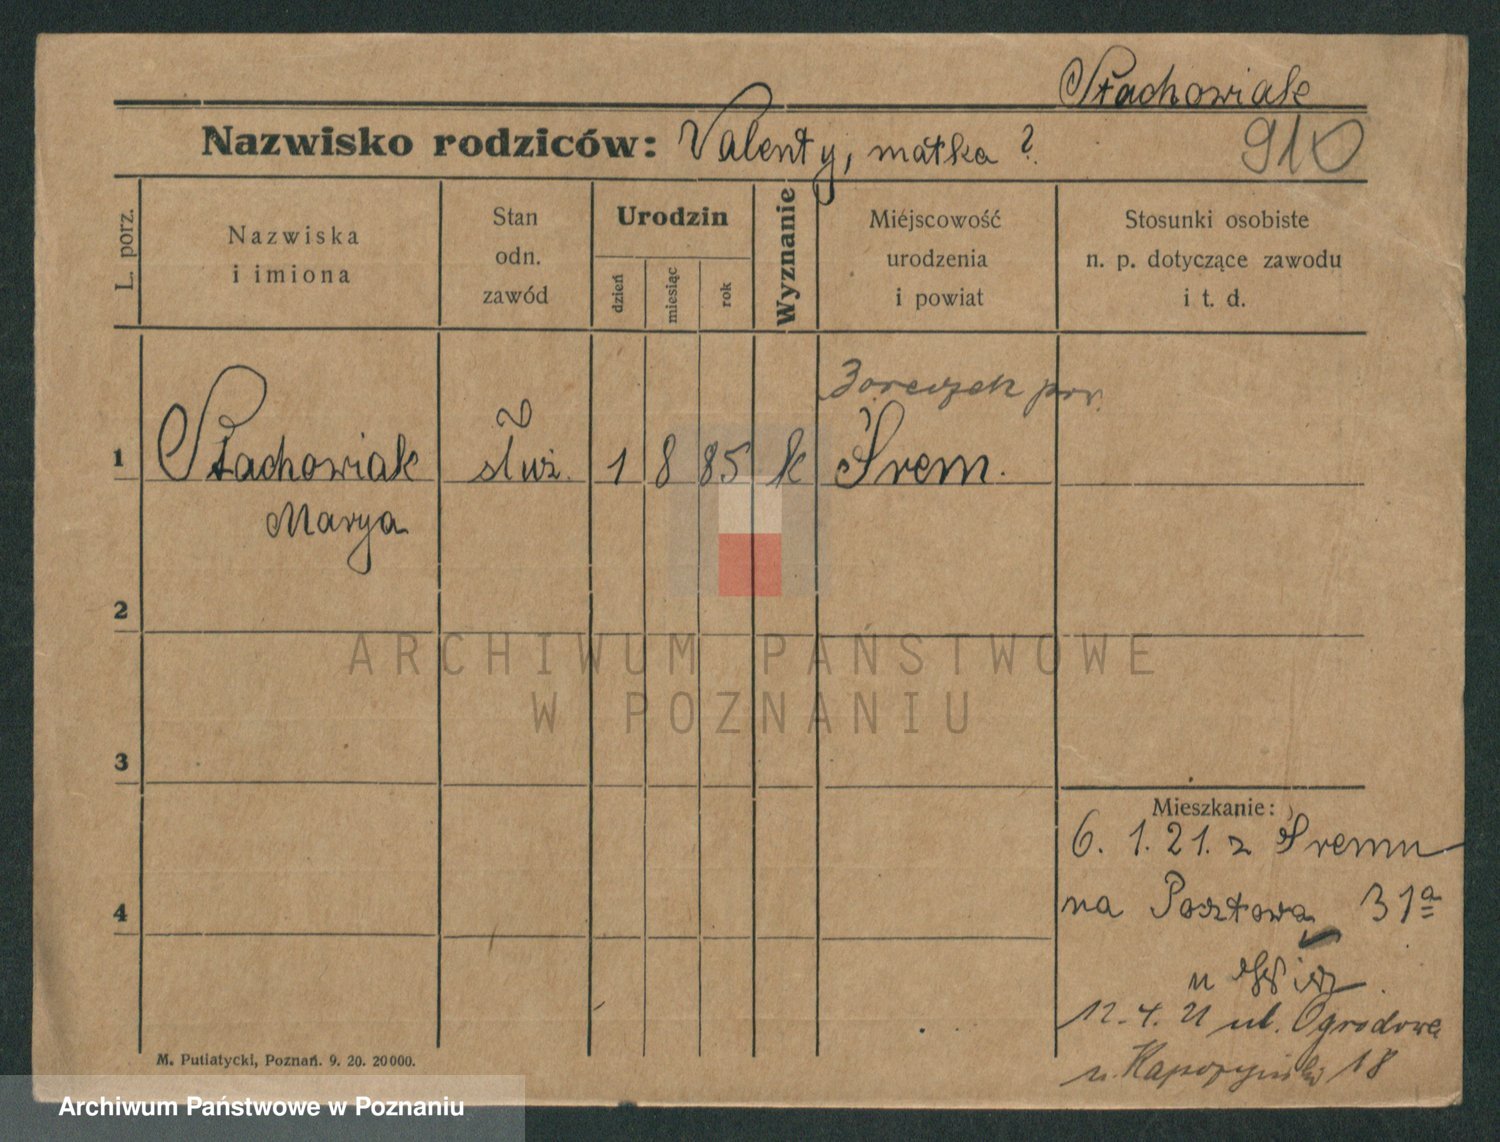 Stachowiak
Nazwisko rodziców: Valenty, matka ?
910
L. porz.
Nazwiska
i imiona
Stan
odn.
zawód
Urodzin
dzień
miesiąc
rok
Wyznanie
Miejscowość
urodzenia
i powiat
Stosunki osobiste
n. p. dotyczące zawodu
i t. d.
pow.
1 Stachowiak służ. 1 8 85 k Śrem.
Marya
2
ARCHIWUM PAŃSTWOWE
W POZNANIU
3
Mieszkanie:
6. 1. 21. z Śremu
na Pocztowa 31a
4
u
12.4.21 ul. Ogrodowa
u. 18
M. Putiatycki, Poznań. 9. 20. 20000.
Archiwum Państwowe w Poznaniu